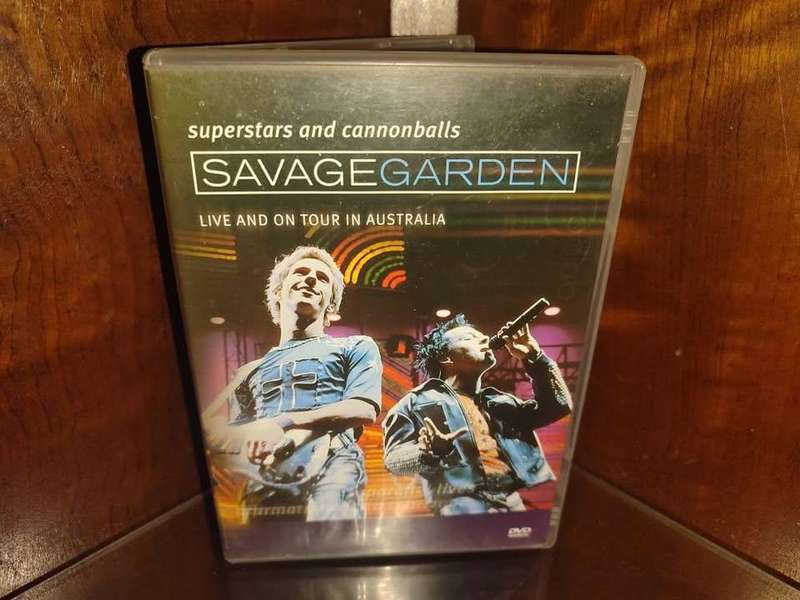 superstars and cannonballs
SAVAGEGARDEN
LIVE AND ON TOUR IN AUSTRALIA
DVD